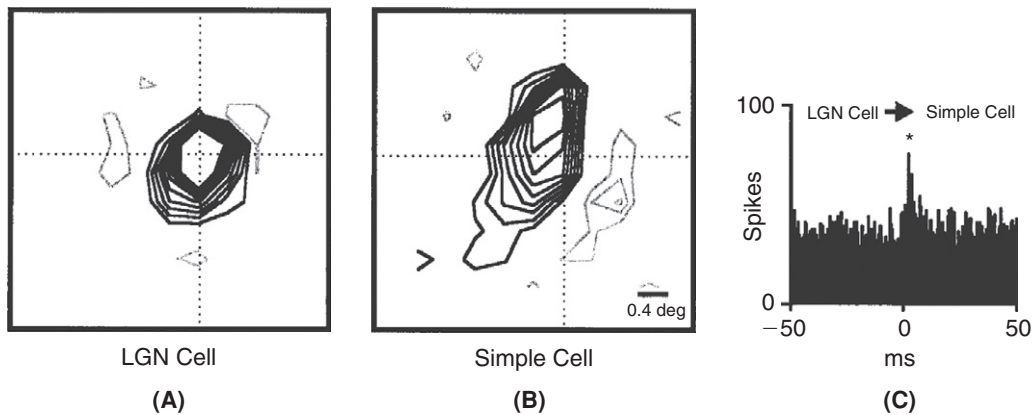 LGN Cell
(A)
0.4 deg
Simple Cell
(B)
100
LGN Cell Simple Cell
*
Spikes
0
−50 0 50
ms
(C)